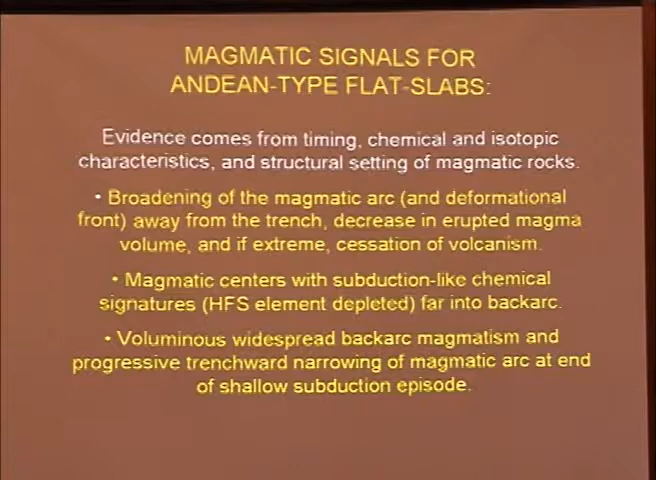 MAGMATIC SIGNALS FOR
ANDEAN-TYPE FLAT-SLABS:
Evidence comes from timing, chemical and isotopic
characteristics, and structural setting of magmatic rocks.
• Broadening of the magmatic arc (and deformational
front) away from the trench, decrease in erupted magma
volume, and if extreme, cessation of volcanism.
• Magmatic centers with subduction-like chemical
signatures (HFS element depleted) far into backarc.
• Voluminous widespread backarc magmatism and
progressive trenchward narrowing of magmatic arc at end
of shallow subduction episode.